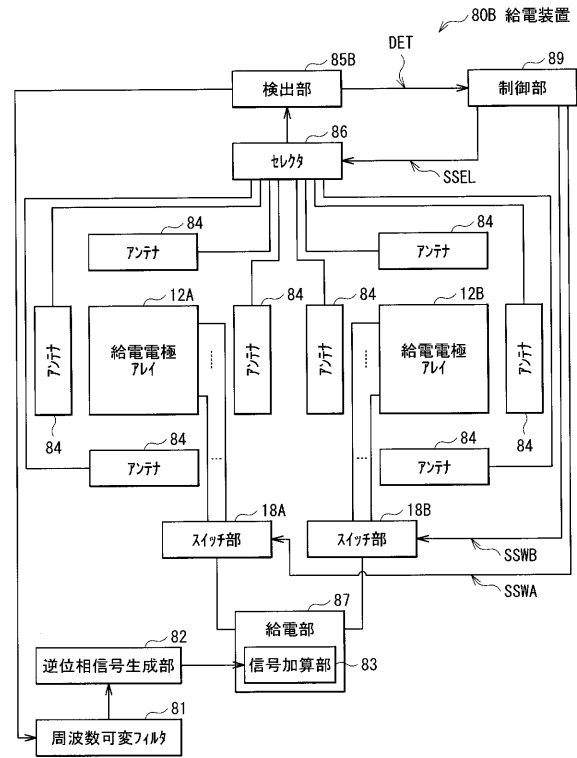 80B 給電装置
DET
85B
検出部
89
制御部
86
セレクタ
SSEL
84
アンテナ
84
アンテナ
12A
給電電極
アレイ
84
アンテナ
84
アンテナ
84
アンテナ
12B
給電電極
アレイ
アンテナ
84
84
アンテナ
84
アンテナ
18A
スイッチ部
18B
スイッチ部
SSWB
SSWA
87
給電部
82
逆位相信号生成部
信号加算部
83
81
周波数可変フィルタ